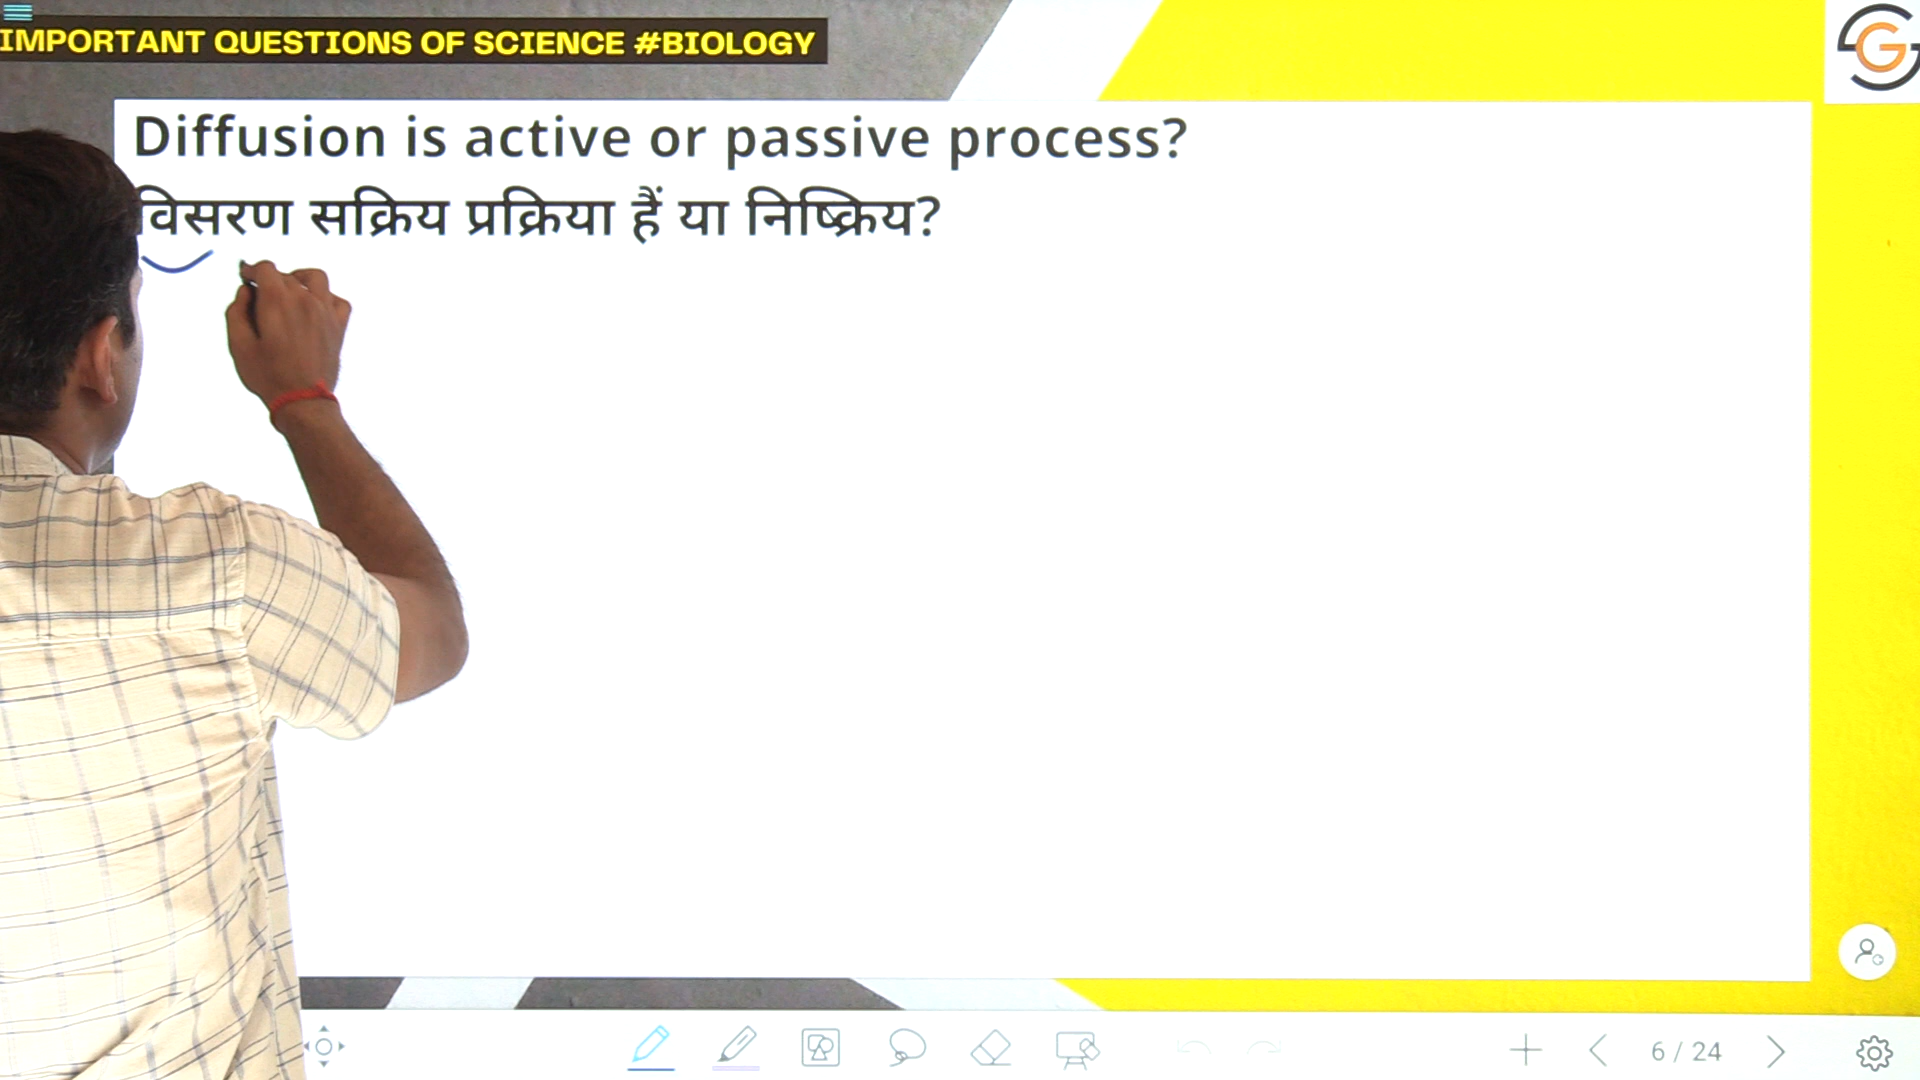 IMPORTANT QUESTIONS OF SCIENCE #BIOLOGY
Diffusion is active or passive process?
विसरण सक्रिय प्रक्रिया हैं या निष्क्रिय?
6 / 24